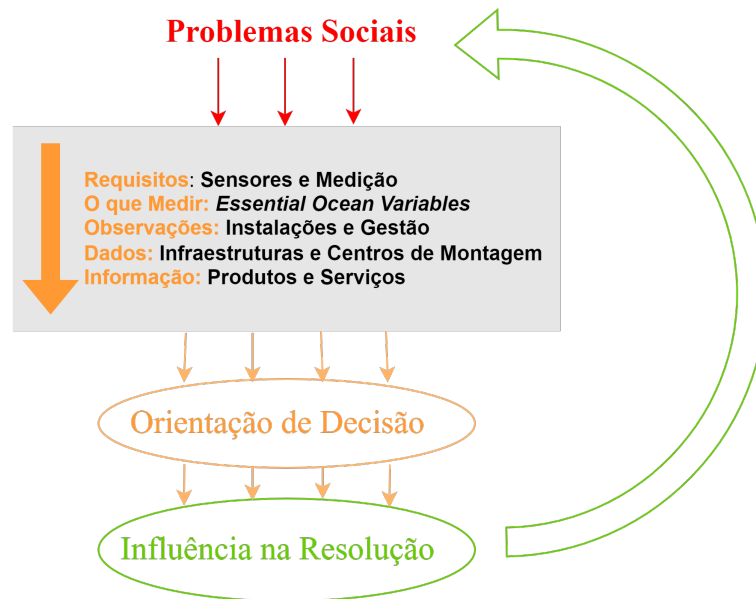 Problemas Sociais
Requisitos: Sensores e Medição
O que Medir: Essential Ocean Variables
Observações: Instalações e Gestão
Dados: Infraestruturas e Centros de Montagem
Informação: Produtos e Serviços
Orientação de Decisão
Influência na Resolução